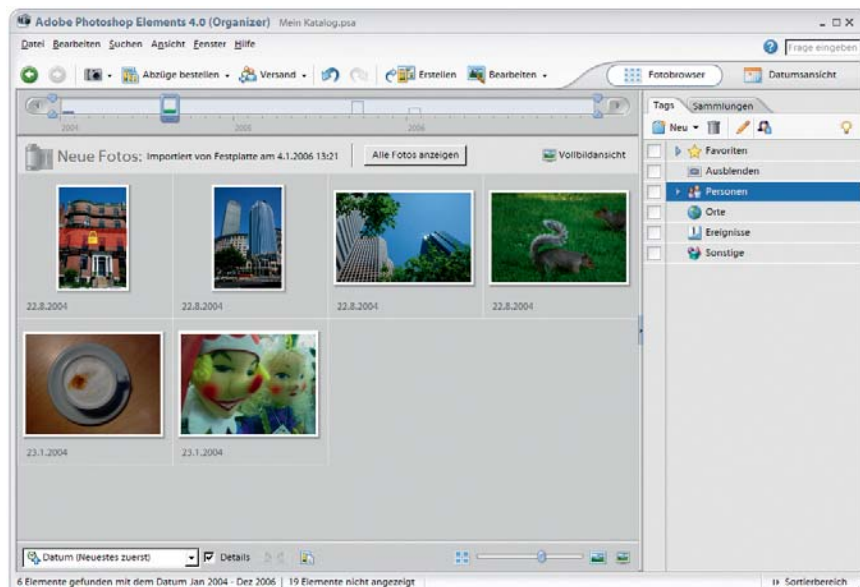 Adobe Photoshop Elements 4.0 (Organizer) Mein Katalog.psa
Datei Bearbeiten Suchen Ansicht Fenster Hilfe
Frage eingeben
Abzüge bestellen Versand Erstellen Bearbeiten Fotobrowser Datumsansicht
2004 2005 2006
Tags Sammlungen
Neu
Neue Fotos: Importiert von Festplatte am 4.1.2006 13:21 Alle Fotos anzeigen Vollbildansicht
Favoriten
Ausblenden
Personen
Orte
Ereignisse
Sonstige
22.8.2004 22.8.2004 22.8.2004 22.8.2004
23.1.2004 23.1.2004
Datum (Neuestes zuerst) Details
6 Elemente gefunden mit dem Datum Jan 2004 - Dez 2006 | 19 Elemente nicht angezeigt Sortierbereich